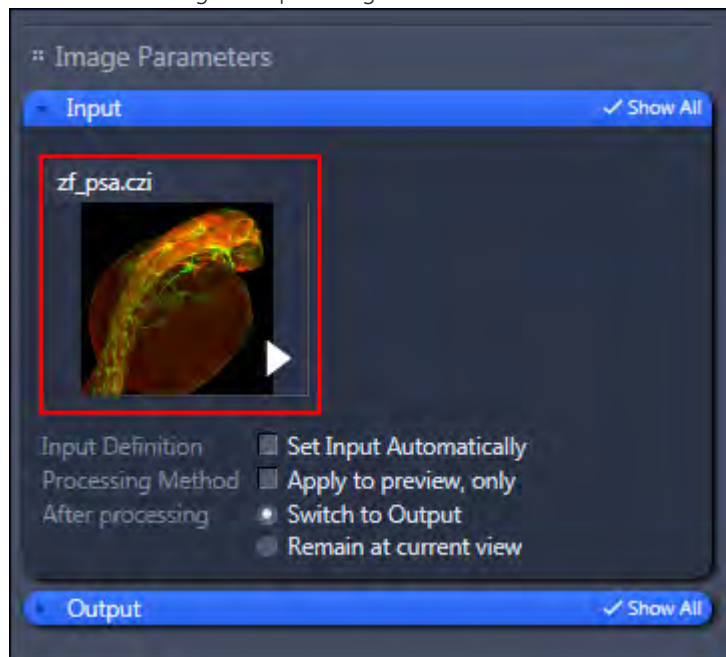 Image Parameters
Input Show All
zf_psa.czi
Input Definition Set Input Automatically
Processing Method Apply to preview, only
After processing Switch to Output
Remain at current view
Output Show All